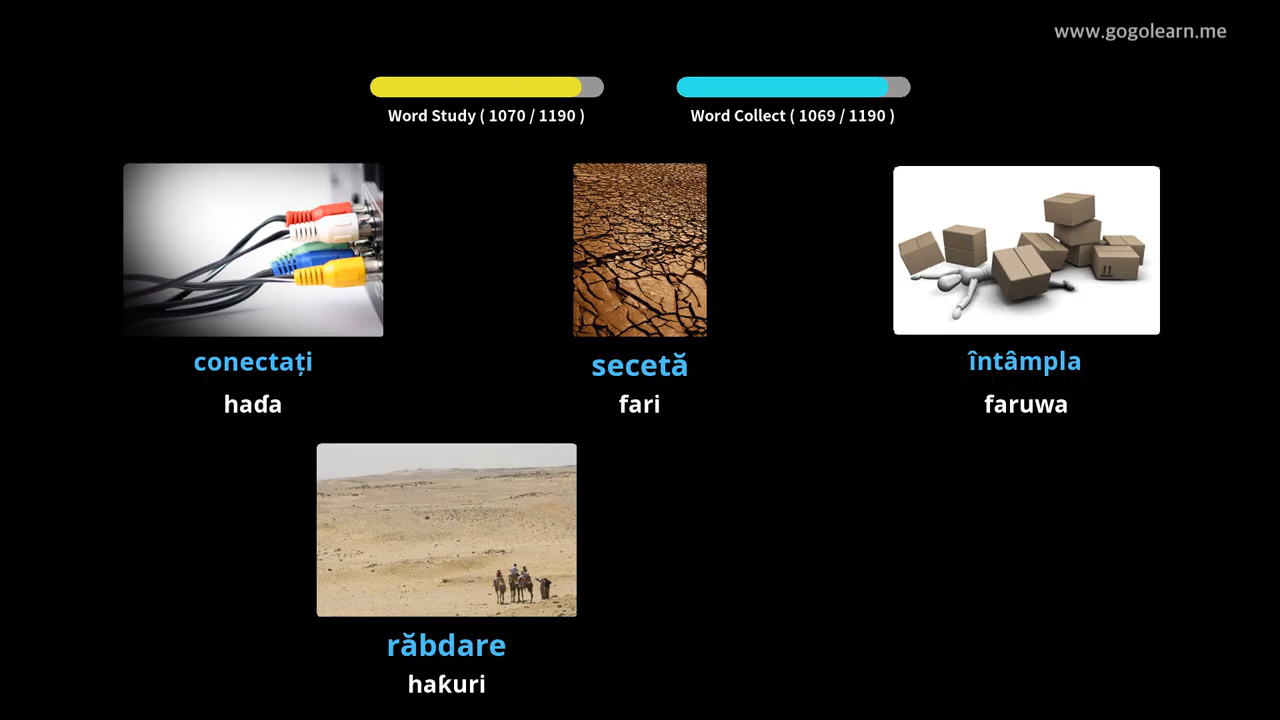 www.gogolearn.me
Word Study ( 1070 / 1190 )
Word Collect ( 1069 / 1190 )
conectați
haɗa
secetă
fari
întâmpla
faruwa
răbdare
haƙuri